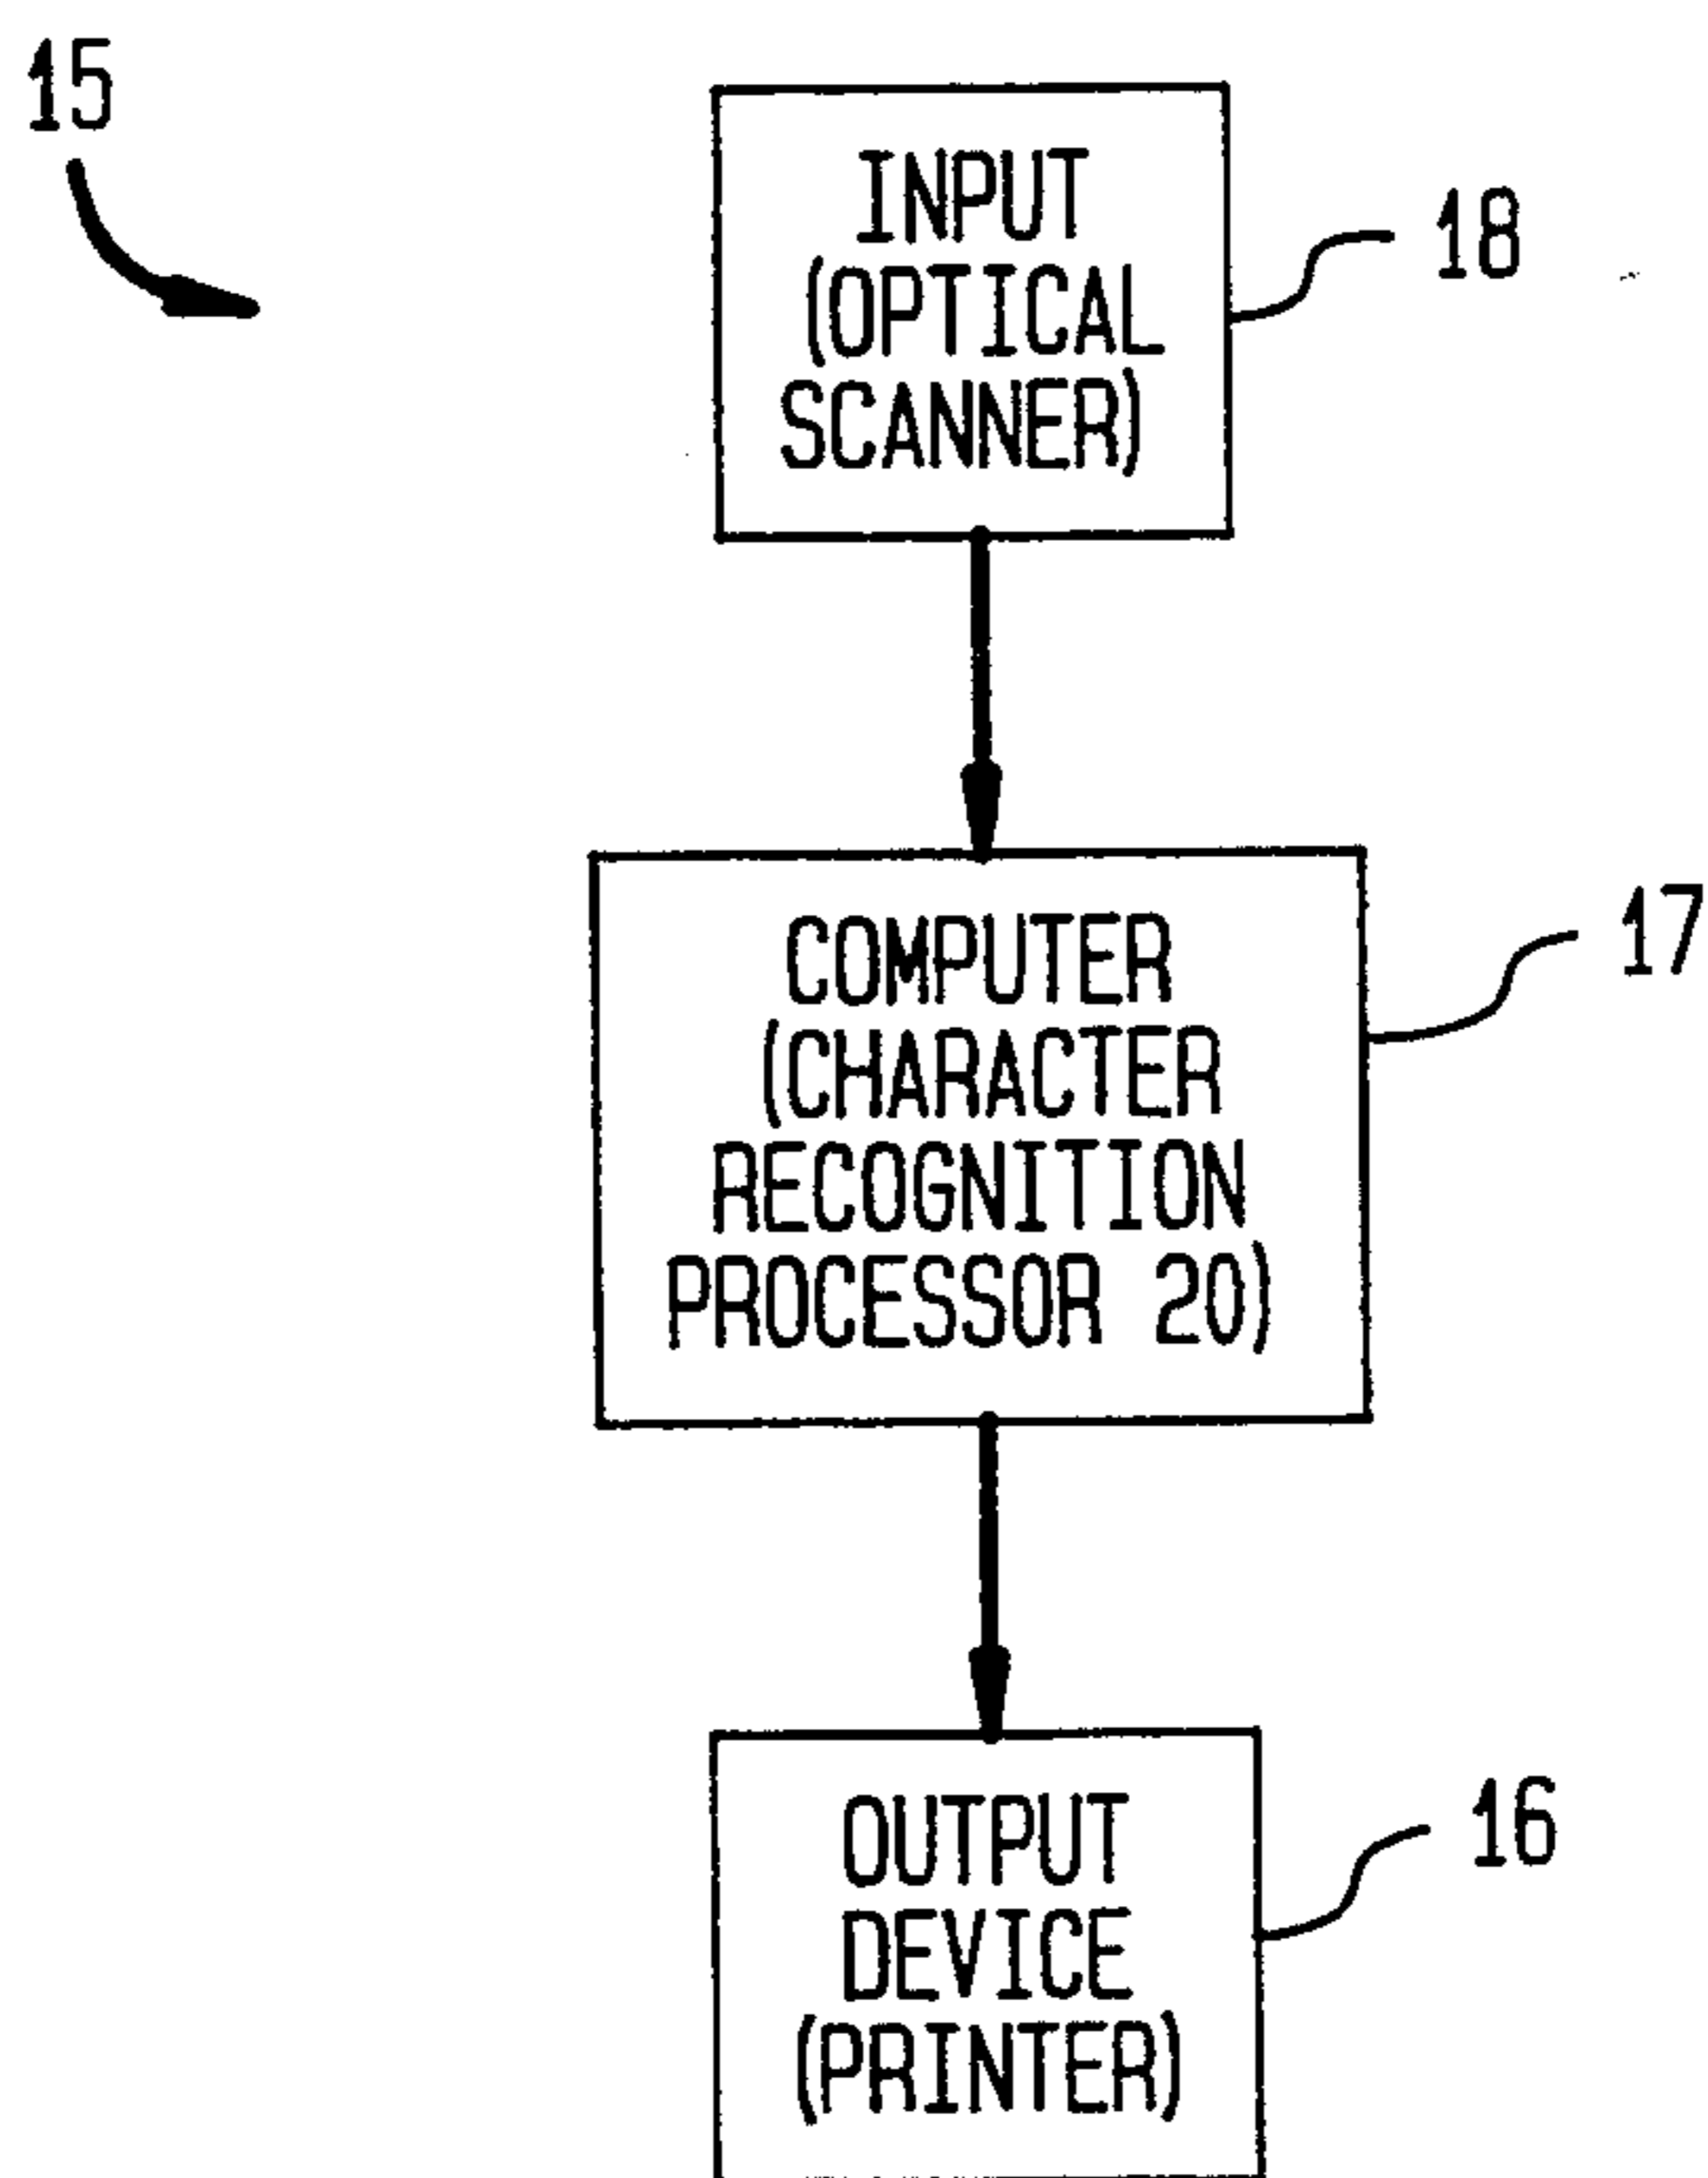 15
INPUT
(OPTICAL
SCANNER)
18
COMPUTER
(CHARACTER
RECOGNITION
PROCESSOR 20)
17
OUTPUT
DEVICE
(PRINTER)
16